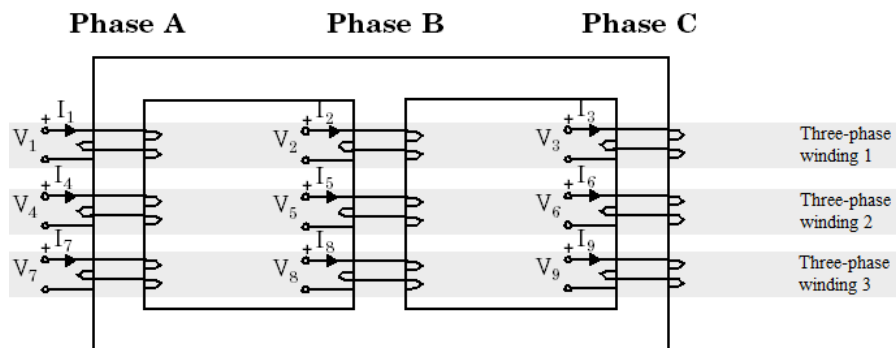 Phase A Phase B Phase C
+ I1 + I2 + I3
V1 V2 V3 Three-phase
winding 1
+ I4 + I5 + I6
V4 V5 V6 Three-phase
winding 2
+ I7 + I8 + I9
V7 V8 V9 Three-phase
winding 3